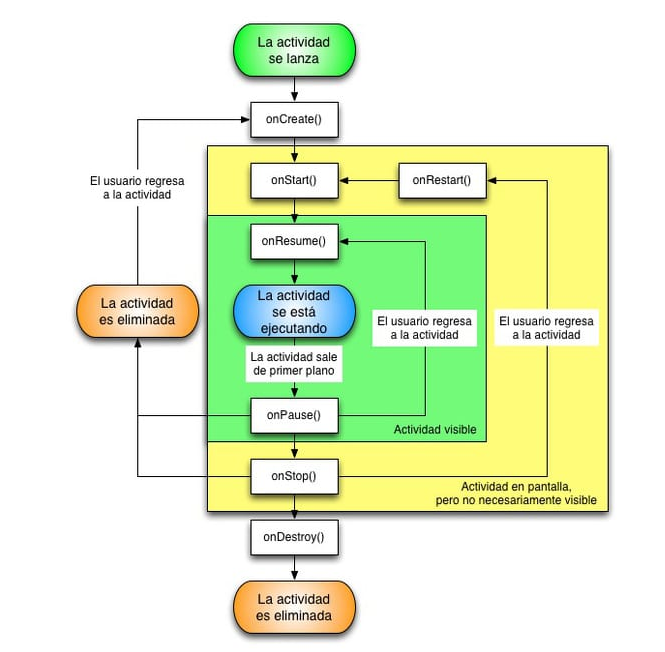 La actividad
se lanza
onCreate()
El usuario regresa
a la actividad
onStart()
onRestart()
onResume()
La actividad
es eliminada
La actividad
se está
ejecutando
El usuario regresa
a la actividad
El usuario regresa
a la actividad
La actividad sale
de primer plano
onPause()
Actividad visible
onStop()
Actividad en pantalla,
pero no necesariamente visible
onDestroy()
La actividad
es eliminada